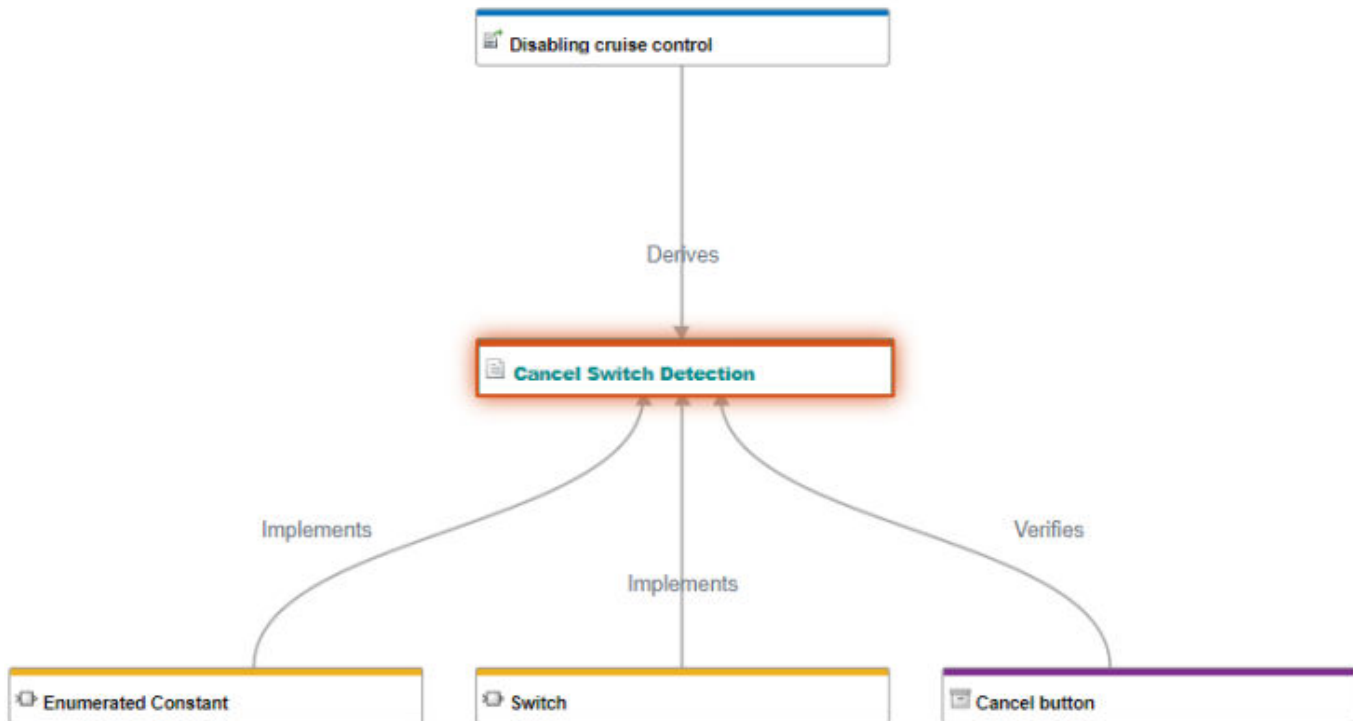 Disabling cruise control
Derives
Cancel Switch Detection
Implements
Verifies
Implements
Enumerated Constant
Switch
Cancel button